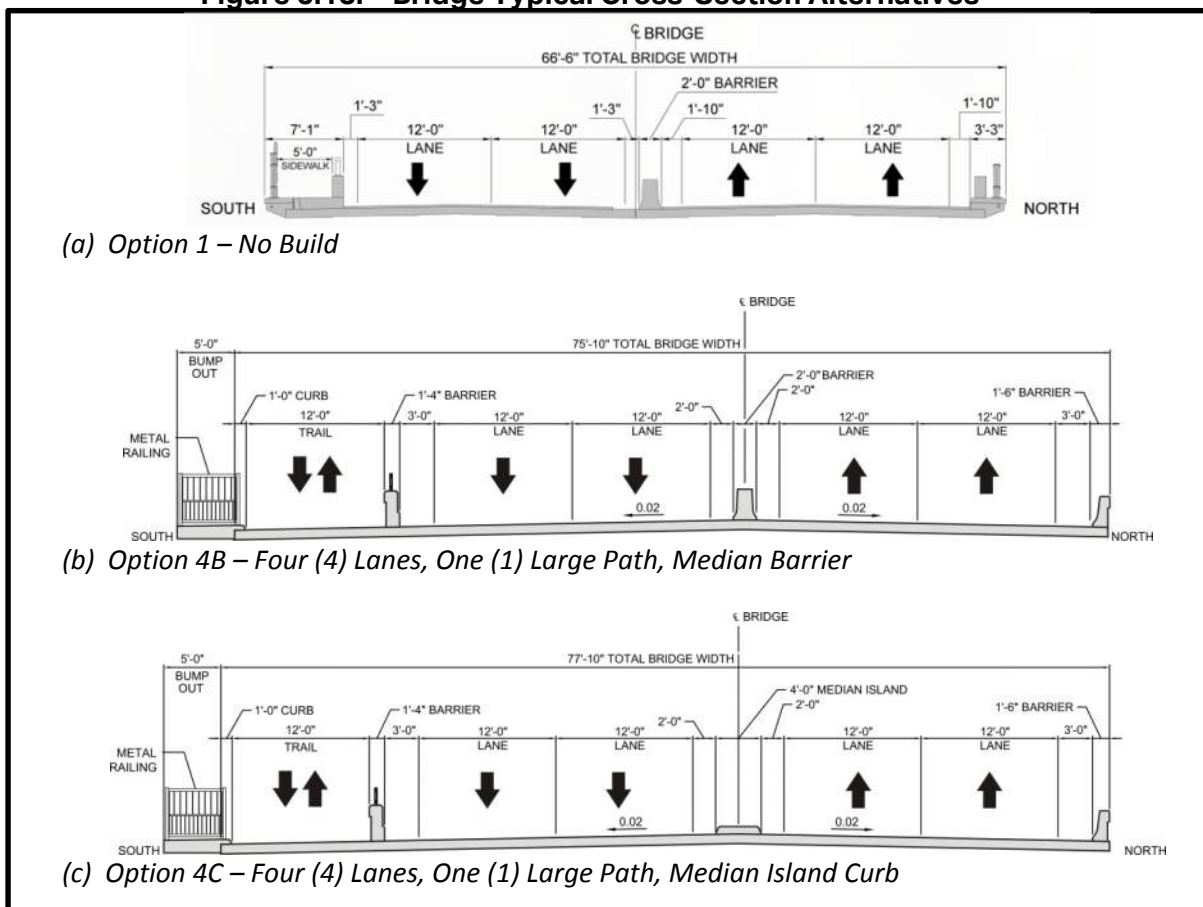 Figure 3.13. Bridge Typical Cross-Section Alternatives
℄ BRIDGE
66'-6" TOTAL BRIDGE WIDTH
2'-0" BARRIER
1'-3" 1'-3" 1'-10" 1'-10"
7'-1" 12'-0" 12'-0" 12'-0" 12'-0" 3'-3"
LANE LANE LANE LANE
5'-0"
SIDEWALK
SOUTH NORTH
(a) Option 1 – No Build
℄ BRIDGE
5'-0" 75'-10" TOTAL BRIDGE WIDTH
BUMP
OUT
2'-0" BARRIER
1'-0" CURB 1'-4" BARRIER 2'-0" 2'-0" 1'-6" BARRIER
12'-0" 3'-0" 12'-0" 12'-0" 12'-0" 12'-0" 3'-0"
TRAIL LANE LANE LANE LANE
METAL
RAILING
0.02 0.02
SOUTH NORTH
(b) Option 4B – Four (4) Lanes, One (1) Large Path, Median Barrier
℄ BRIDGE
5'-0" 77'-10" TOTAL BRIDGE WIDTH
BUMP
OUT
4'-0" MEDIAN ISLAND
1'-0" CURB 1'-4" BARRIER 2'-0" 2'-0" 1'-6" BARRIER
12'-0" 3'-0" 12'-0" 12'-0" 12'-0" 12'-0" 3'-0"
TRAIL LANE LANE LANE LANE
METAL
RAILING
0.02 0.02
SOUTH NORTH
(c) Option 4C – Four (4) Lanes, One (1) Large Path, Median Island Curb